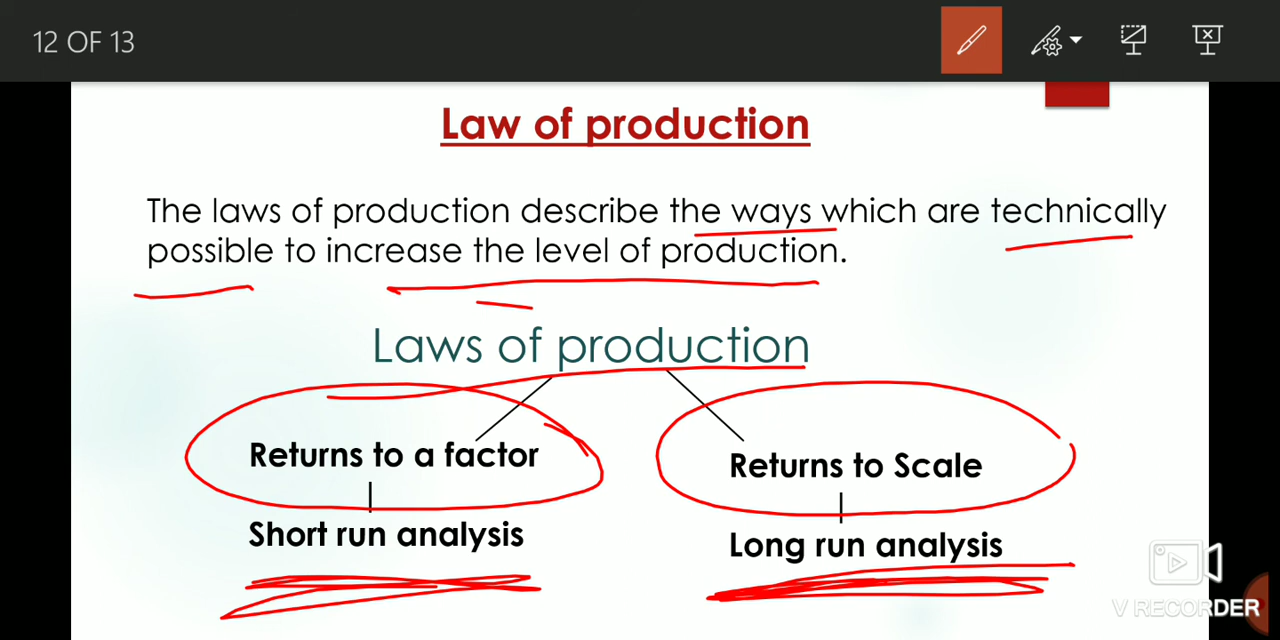 12 OF 13
Law of production
The laws of production describe the ways which are technically
possible to increase the level of production.
Laws of production
Returns to a factor
Returns to Scale
Short run analysis
Long run analysis
V RECORDER